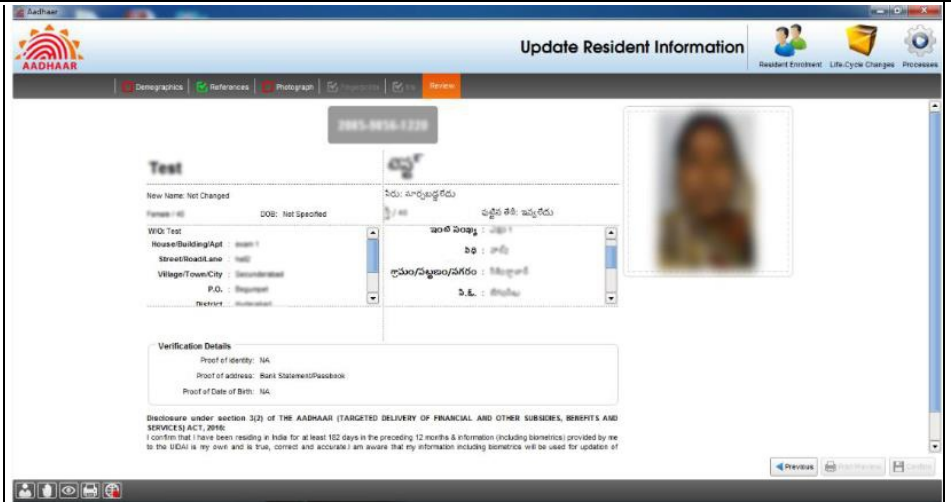 Aadhaar
AADHAAR
Update Resident Information
Resident Enrolment Life-Cycle Changes Processes
Demographics References Photograph Review
Test
New Name: Not Changed
పేరు: మార్చబడ్డలేదు
DOB: Not Specified
పుట్టిన తేదీ: ఇవ్వలేదు
W/O: Test
House/Building/Apt :
Street/Road/Lane :
Village/Town/City :
P.O. :
District
ఇంటి సంఖ్య :
వీధి :
గ్రామం/పట్టణం/నగరం :
పి.ఓ. :
Verification Details
Proof of identity: NA
Proof of address: Bank Statement/Passbook
Proof of Date of Birth: NA
Disclosure under section 3(2) of THE AADHAAR (TARGETED DELIVERY OF FINANCIAL AND OTHER SUBSIDIES, BENEFITS AND
SERVICES) ACT, 2016:
I confirm that I have been residing in India for at least 182 days in the preceding 12 months & information (including biometrics) provided by me
to the UIDAI is my own and is true, correct and accurate.I am aware that my information including biometrics will be used for updation of
Previous Print Preview Confirm